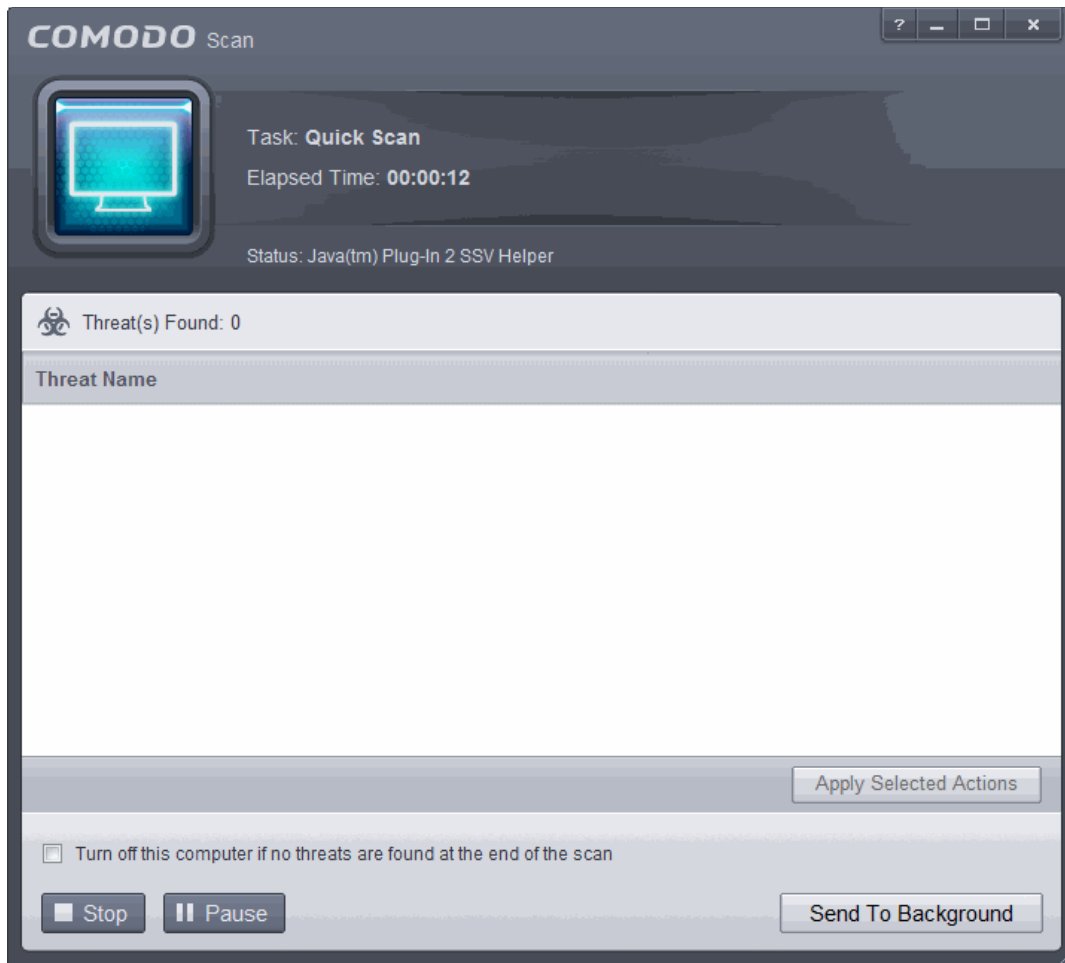 COMODO Scan
?
Task: Quick Scan
Elapsed Time: 00:00:12
Status: Java(tm) Plug-In 2 SSV Helper
Threat(s) Found: 0
Threat Name
Apply Selected Actions
Turn off this computer if no threats are found at the end of the scan
Stop Pause Send To Background